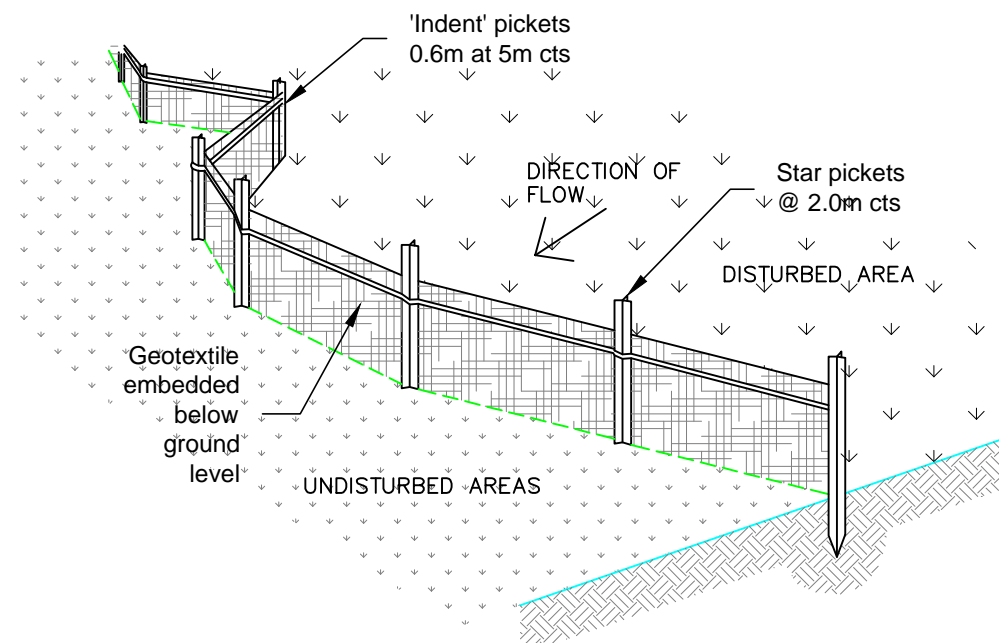 'Indent' pickets
0.6m at 5m cts
DIRECTION OF
FLOW
Star pickets
@ 2.0m cts
DISTURBED AREA
Geotextile
embedded
below
ground
level
UNDISTURBED AREAS